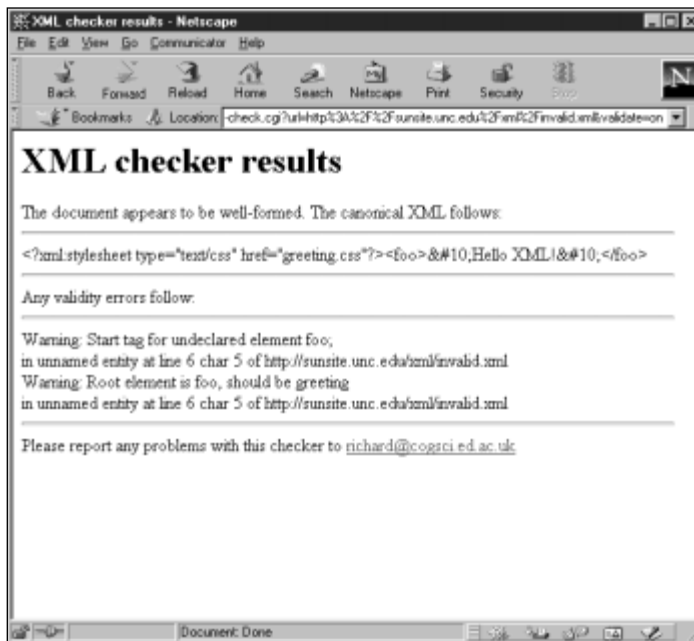 XML checker results - Netscape
File Edit View Go Communicator Help
Back Forward Reload Home Search Netscape Print Security Stop
N
Bookmarks Location: -check.cgi?url=http%3A%2F%2Fsunsite.unc.edu%2Fxml%2Finvalid.xml&validate=on
XML checker results
The document appears to be well-formed. The canonical XML follows:
<?xml:stylesheet type="text/css" href="greeting.css"?><foo>&#10;Hello XML!&#10;</foo>
Any validity errors follow:
Warning: Start tag for undeclared element foo;
in unnamed entity at line 6 char 5 of http://sunsite.unc.edu/xml/invalid.xml
Warning: Root element is foo, should be greeting
in unnamed entity at line 6 char 5 of http://sunsite.unc.edu/xml/invalid.xml
Please report any problems with this checker to richard@cogsci.ed.ac.uk
Document: Done